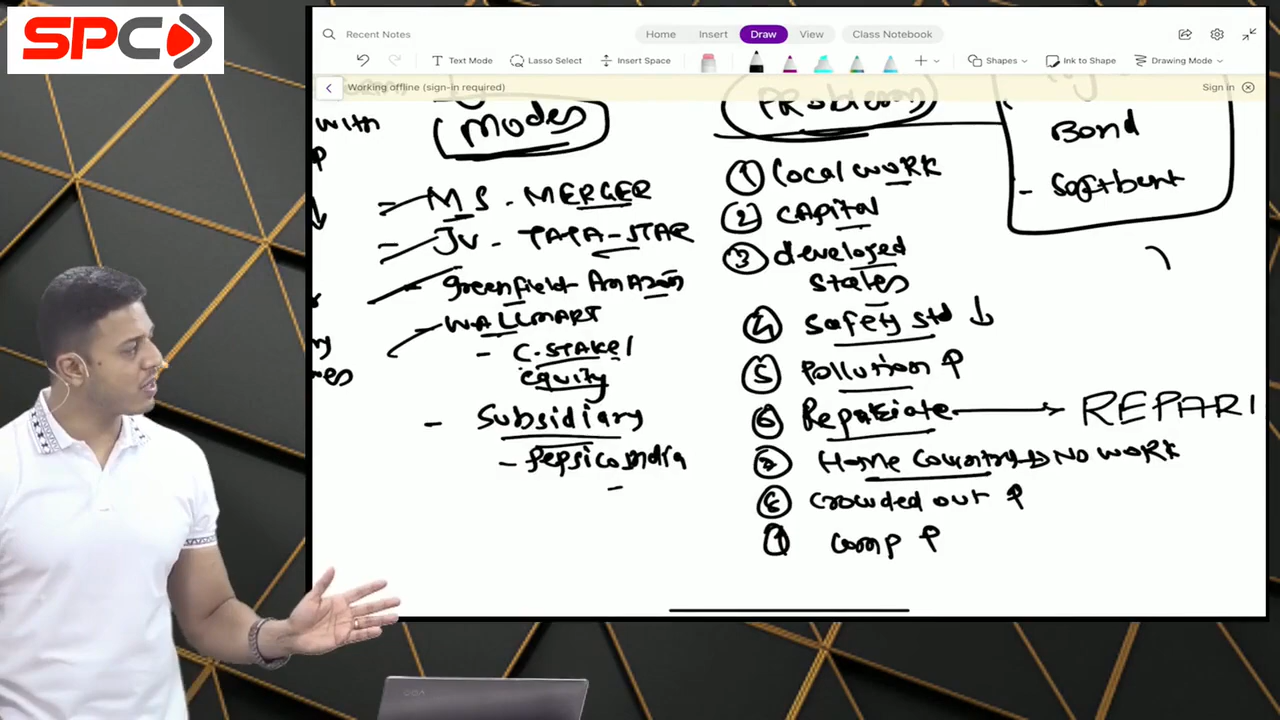 SPC
Recent Notes
Home Insert Draw View Class Notebook
Text Mode Lasso Select Insert Space Shapes Ink to Shape Drawing Mode
Working offline (sign-in required) Sign in
with
Modes
= M S - MERGER
= JV - TATA-STAR
Greenfield - Amazon
- WALLMART
- C.STAKE/
equity
- Subsidiary
- Pepsico India
PRoblems
① Local woRK
② CAPital
③ developed
states
④ Safety std ↓
⑤ Pollution ↑
⑥ Repatriate → REPARI
⑦ Home Country → NO WORK
⑧ crowded out ↑
⑨ comp ↑
Bond
-